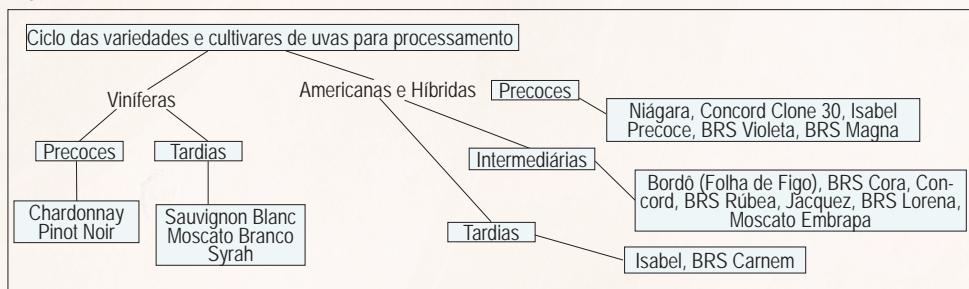 Ciclo das variedades e cultivares de uvas para processamento
Viníferas
Precoces
Chardonnay
Pinot Noir
Tardias
Sauvignon Blanc
Moscato Branco
Syrah
Americanas e Híbridas
Precoces
Niágara, Concord Clone 30, Isabel
Precoce, BRS Violeta, BRS Magna
Intermediárias
Bordô (Folha de Figo), BRS Cora, Con-
cord, BRS Rúbea, Jacquez, BRS Lorena,
Moscato Embrapa
Tardias
Isabel, BRS Carnem